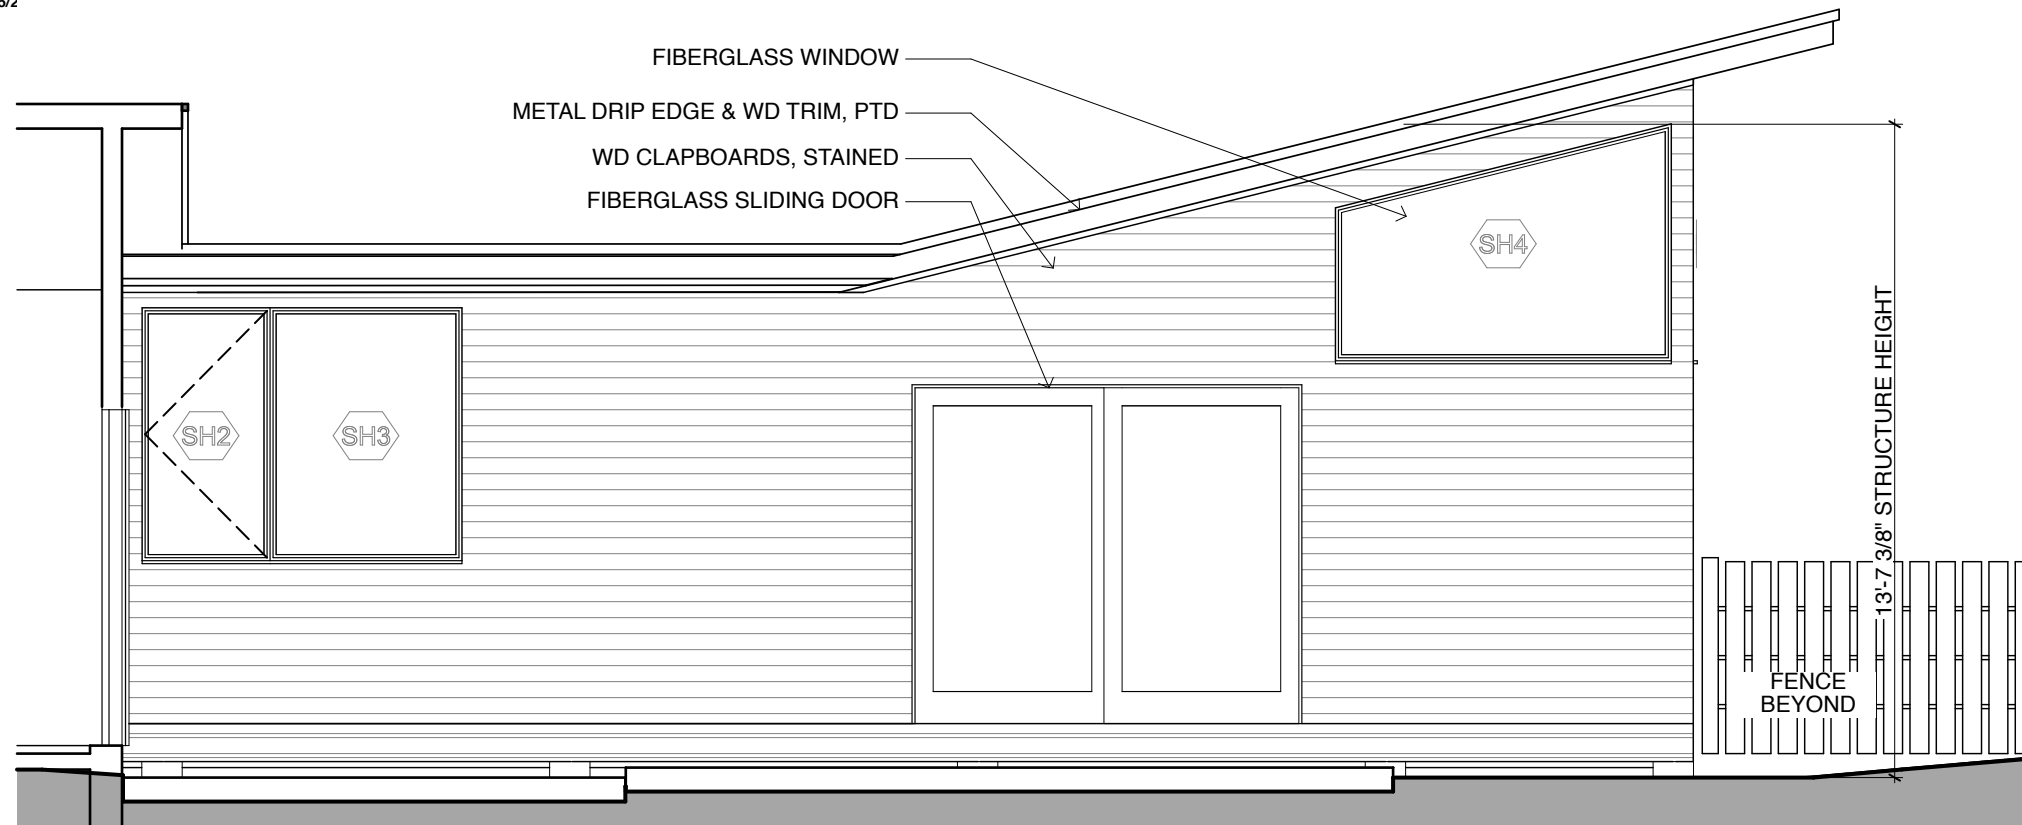 FIBERGLASS WINDOW
METAL DRIP EDGE & WD TRIM, PTD
WD CLAPBOARDS, STAINED
FIBERGLASS SLIDING DOOR
SH4
SH2
SH3
13'-7 3/8" STRUCTURE HEIGHT
FENCE
BEYOND